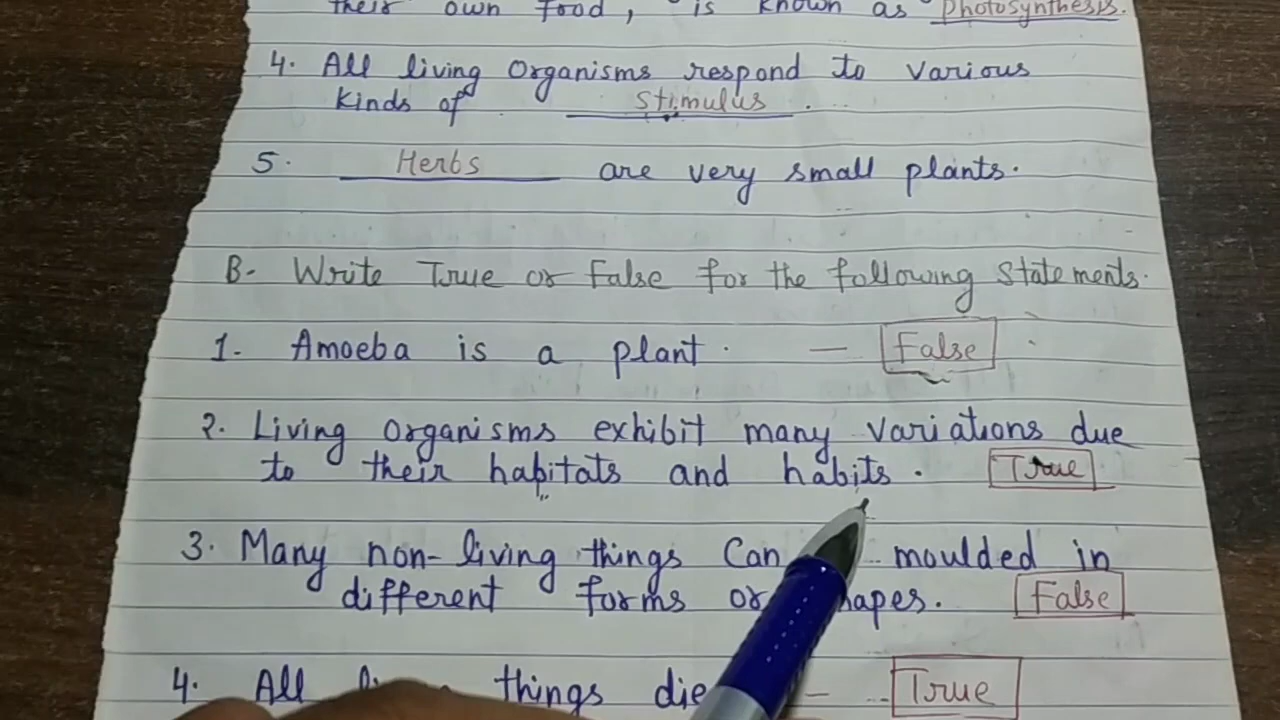 their own food, is known as Photosynthesis.
4. All living organisms respond to various
kinds of stimulus.
5. Herbs are very small plants.
B- Write True or False for the following statements.
1. Amoeba is a plant. - False
2. Living organisms exhibit many variations due
to their habitats and habits. True
3. Many non-living things can moulded in
different forms or False
4. All things die - True